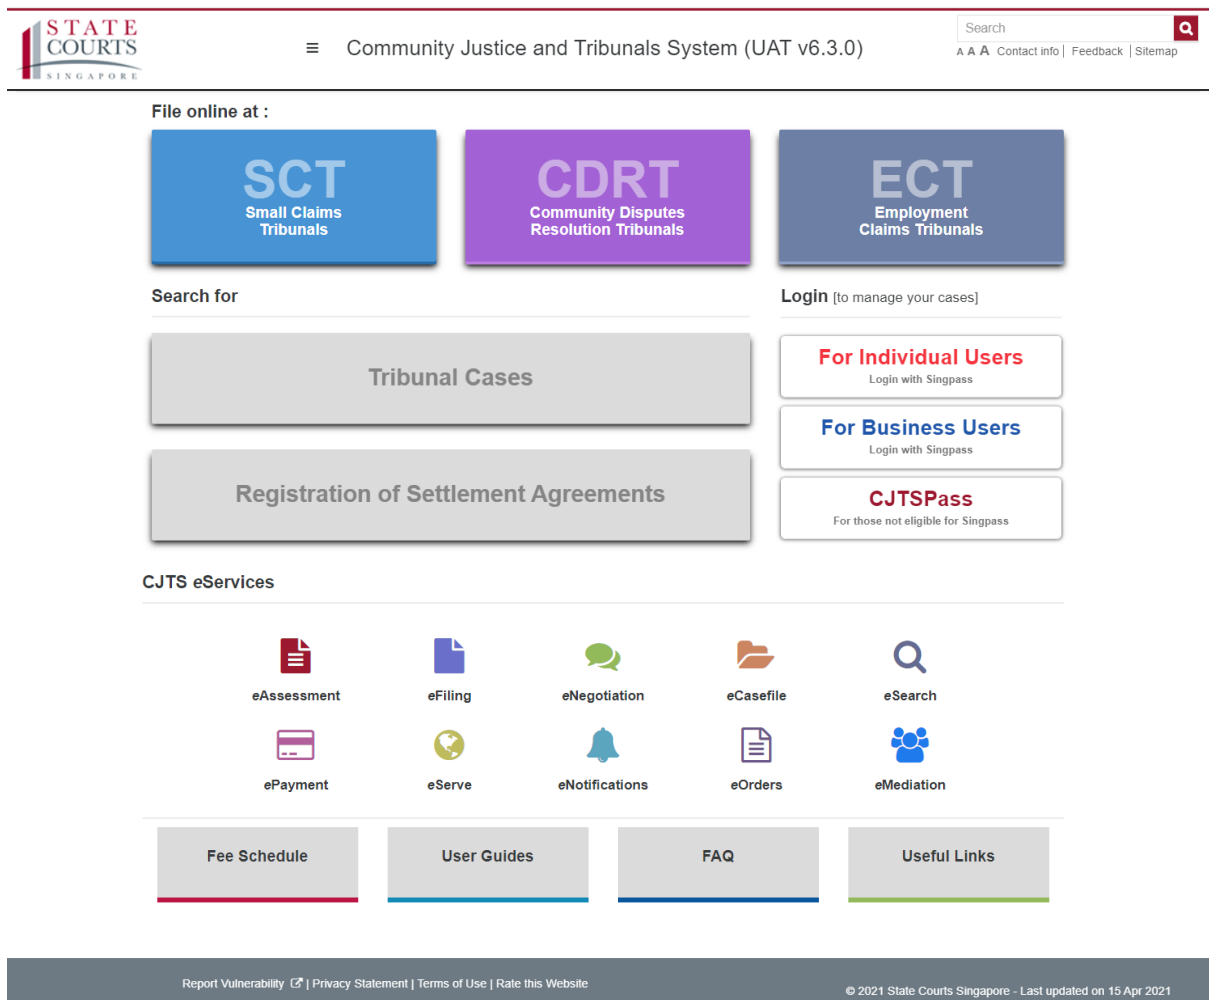 STATE
COURTS
SINGAPORE
Community Justice and Tribunals System (UAT v6.3.0)
Search
A A A Contact info | Feedback | Sitemap
File online at :
SCT
Small Claims
Tribunals
CDRT
Community Disputes
Resolution Tribunals
ECT
Employment
Claims Tribunals
Search for
Tribunal Cases
Registration of Settlement Agreements
Login [to manage your cases]
For Individual Users
Login with Singpass
For Business Users
Login with Singpass
CJTSPass
For those not eligible for Singpass
CJTS eServices
eAssessment
eFiling
eNegotiation
eCasefile
eSearch
ePayment
eServe
eNotifications
eOrders
eMediation
Fee Schedule
User Guides
FAQ
Useful Links
Report Vulnerability | Privacy Statement | Terms of Use | Rate this Website
© 2021 State Courts Singapore - Last updated on 15 Apr 2021